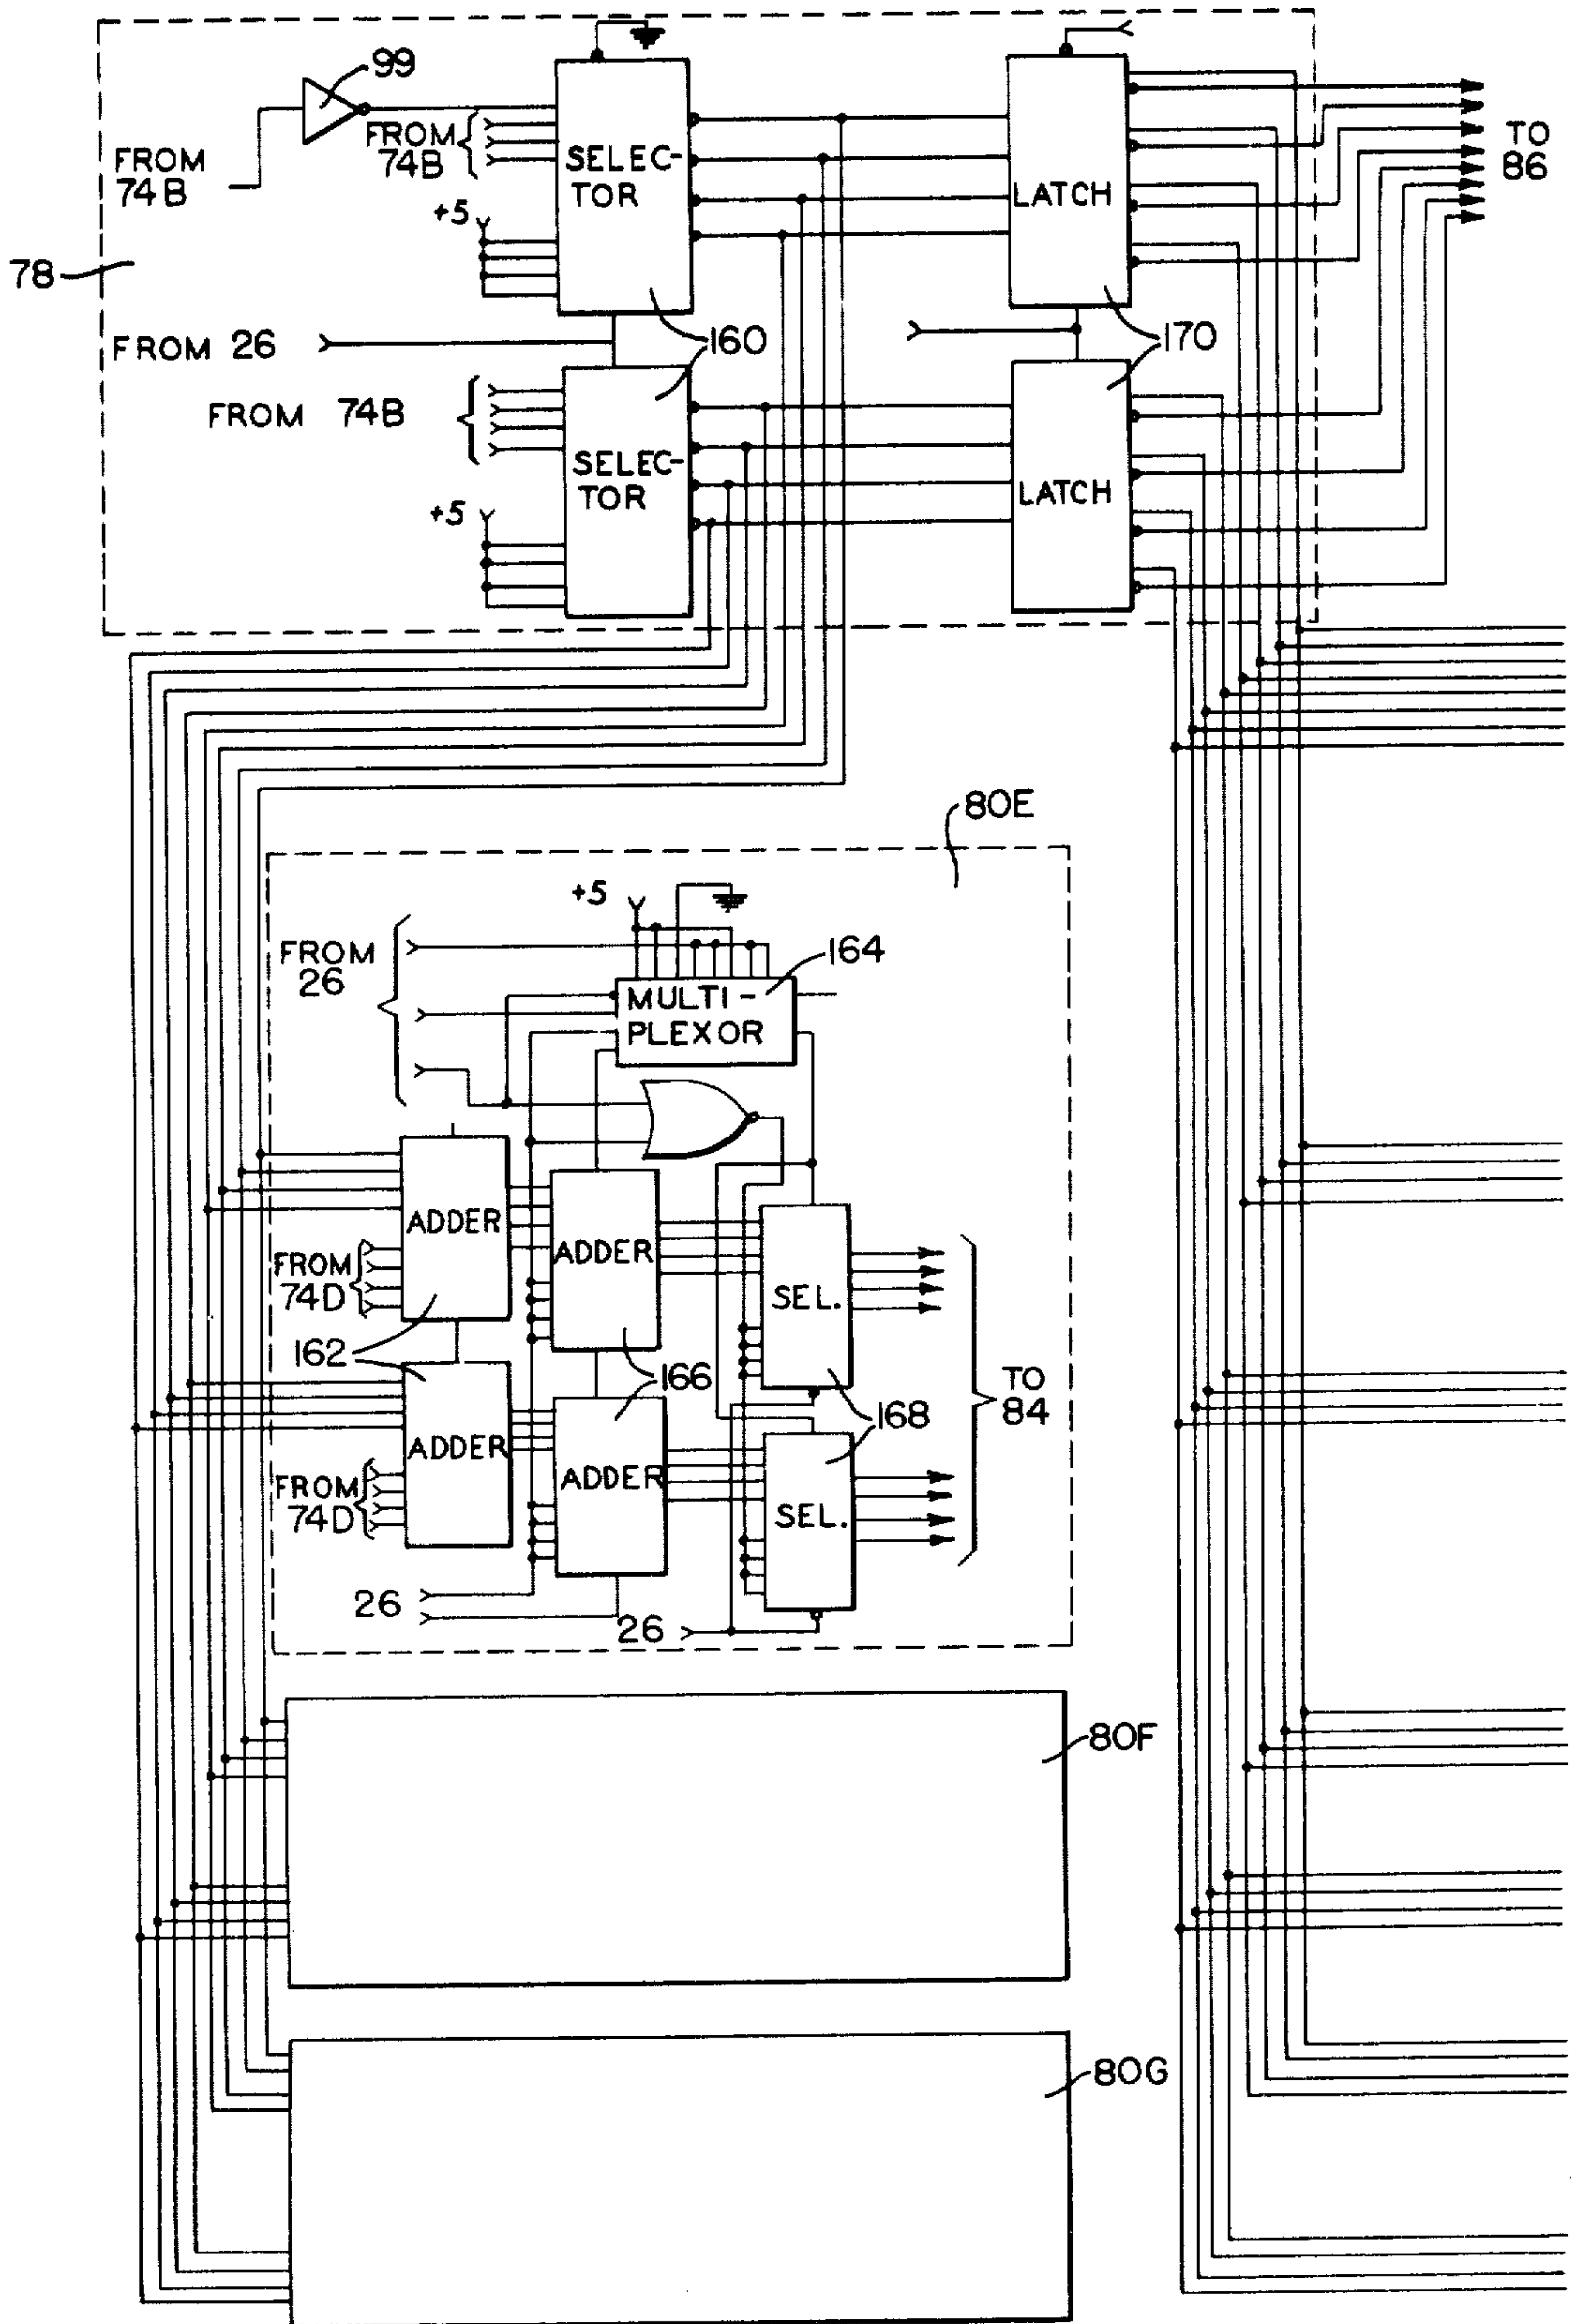 99
FROM
74B
FROM
74B
SELEC-
TOR
+5
LATCH
TO
86
78
FROM 26
160
170
FROM 74B
SELEC-
TOR
+5
LATCH
80E
+5
FROM
26
164
MULTI-
PLEXOR
ADDER
ADDER
FROM
74D
SEL.
162
166
168
TO
84
ADDER
ADDER
FROM
74D
SEL.
26
26
80F
80G